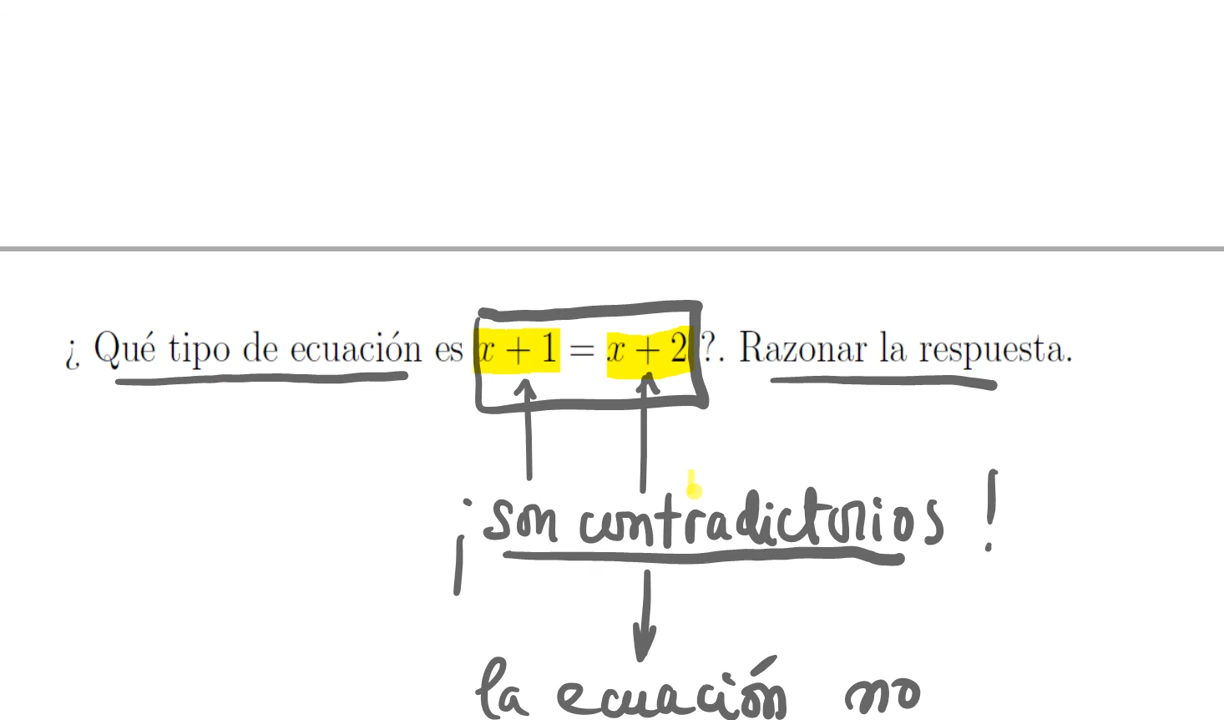 ¿ Qué tipo de ecuación es x + 1 = x + 2 ?. Razonar la respuesta.
¡son contradictorios!
la ecuación no